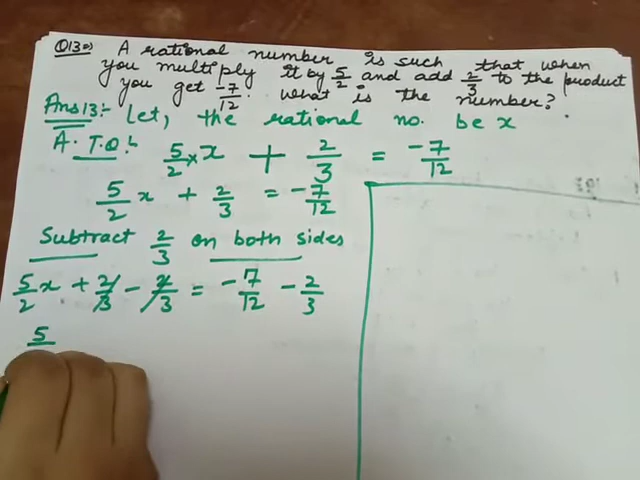 Q13⇒) A rational number is such that when
you multiply it by 5/2 and add 2/3 to the product
you get -7/12. What is the number?
Ans13:- Let, the rational no. be x
A.T.Q:- 5/2 × x + 2/3 = -7/12
5/2 x + 2/3 = -7/12
Subtract 2/3 on both sides
5/2 x + 2/3 - 2/3 = -7/12 - 2/3
5